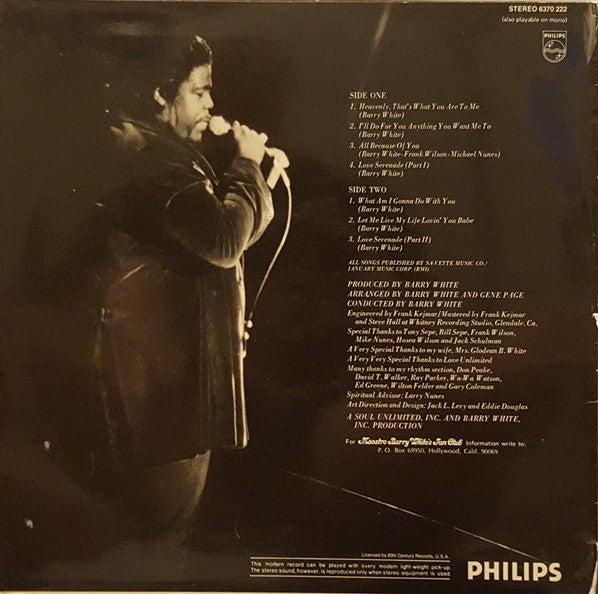 STEREO 6370 222
(also playable on mono)
PHILIPS
SIDE ONE
1. Heavenly, That's What You Are To Me
(Barry White)
2. I'll Do For You Anything You Want Me To
(Barry White)
3. All Because Of You
(Barry White-Frank Wilson-Michael Nunes)
4. Love Serenade (Part I)
(Barry White)
SIDE TWO
1. What Am I Gonna Do With You
(Barry White)
2. Let Me Live My Life Lovin' You Babe
(Barry White)
3. Love Serenade (Part II)
(Barry White)
ALL SONGS PUBLISHED BY SA-VETTE MUSIC CO./
JANUARY MUSIC CORP. (BMI)
PRODUCED BY BARRY WHITE
ARRANGED BY BARRY WHITE AND GENE PAGE
CONDUCTED BY BARRY WHITE
Engineered by Frank Kejmar/Mastered by Frank Kejmar
and Steve Hall at Whitney Recording Studio, Glendale, Ca.
Special Thanks to Tony Sepe, Bill Sepe, Frank Wilson,
Mike Nunes, Hosea Wilson and Jack Schulman
A Very Special Thanks to my wife, Mrs. Glodean B. White
A Very Very Special Thanks to Love Unlimited
Many thanks to my rhythm section, Don Peake,
David T. Walker, Ray Parker, Wa-Wa Watson,
Ed Greene, Wilton Felder and Gary Coleman
Spiritual Advisor: Larry Nunes
Art Direction and Design: Jack L. Levy and Eddie Douglas
A SOUL UNLIMITED, INC. AND BARRY WHITE,
INC. PRODUCTION
For Maestro Barry White's Fan Club Information write to:
P. O. Box 69950, Hollywood, Calif. 90069
Licensed by 20th Century Records, U.S.A.
This modern record can be played with every modern light-weight pick-up.
The stereo sound, however, is reproduced only when stereo equipment is used.
PHILIPS